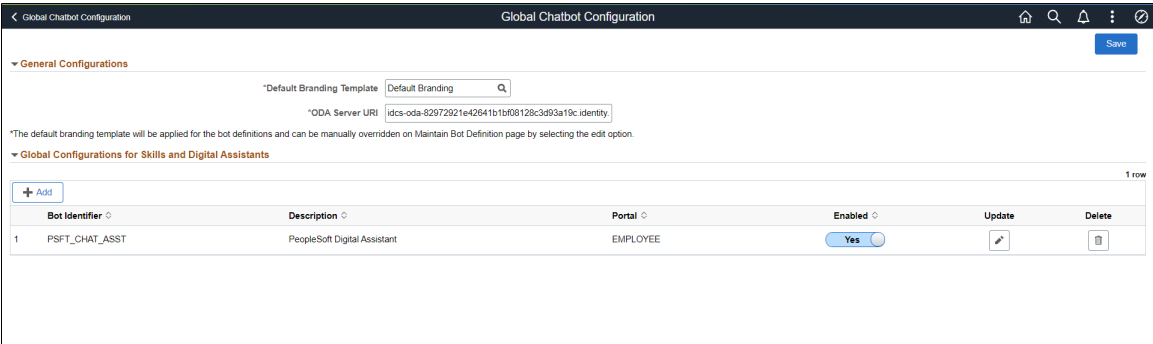 Global Chatbot Configuration
Global Chatbot Configuration
Save
General Configurations
*Default Branding Template Default Branding
*ODA Server URI idcs-oda-82972921e42641b1bf08128c3d93a19c.identity.
*The default branding template will be applied for the bot definitions and can be manually overridden on Maintain Bot Definition page by selecting the edit option.
Global Configurations for Skills and Digital Assistants
1 row
Add
Bot Identifier Description Portal Enabled Update Delete
1 PSFT_CHAT_ASST PeopleSoft Digital Assistant EMPLOYEE Yes